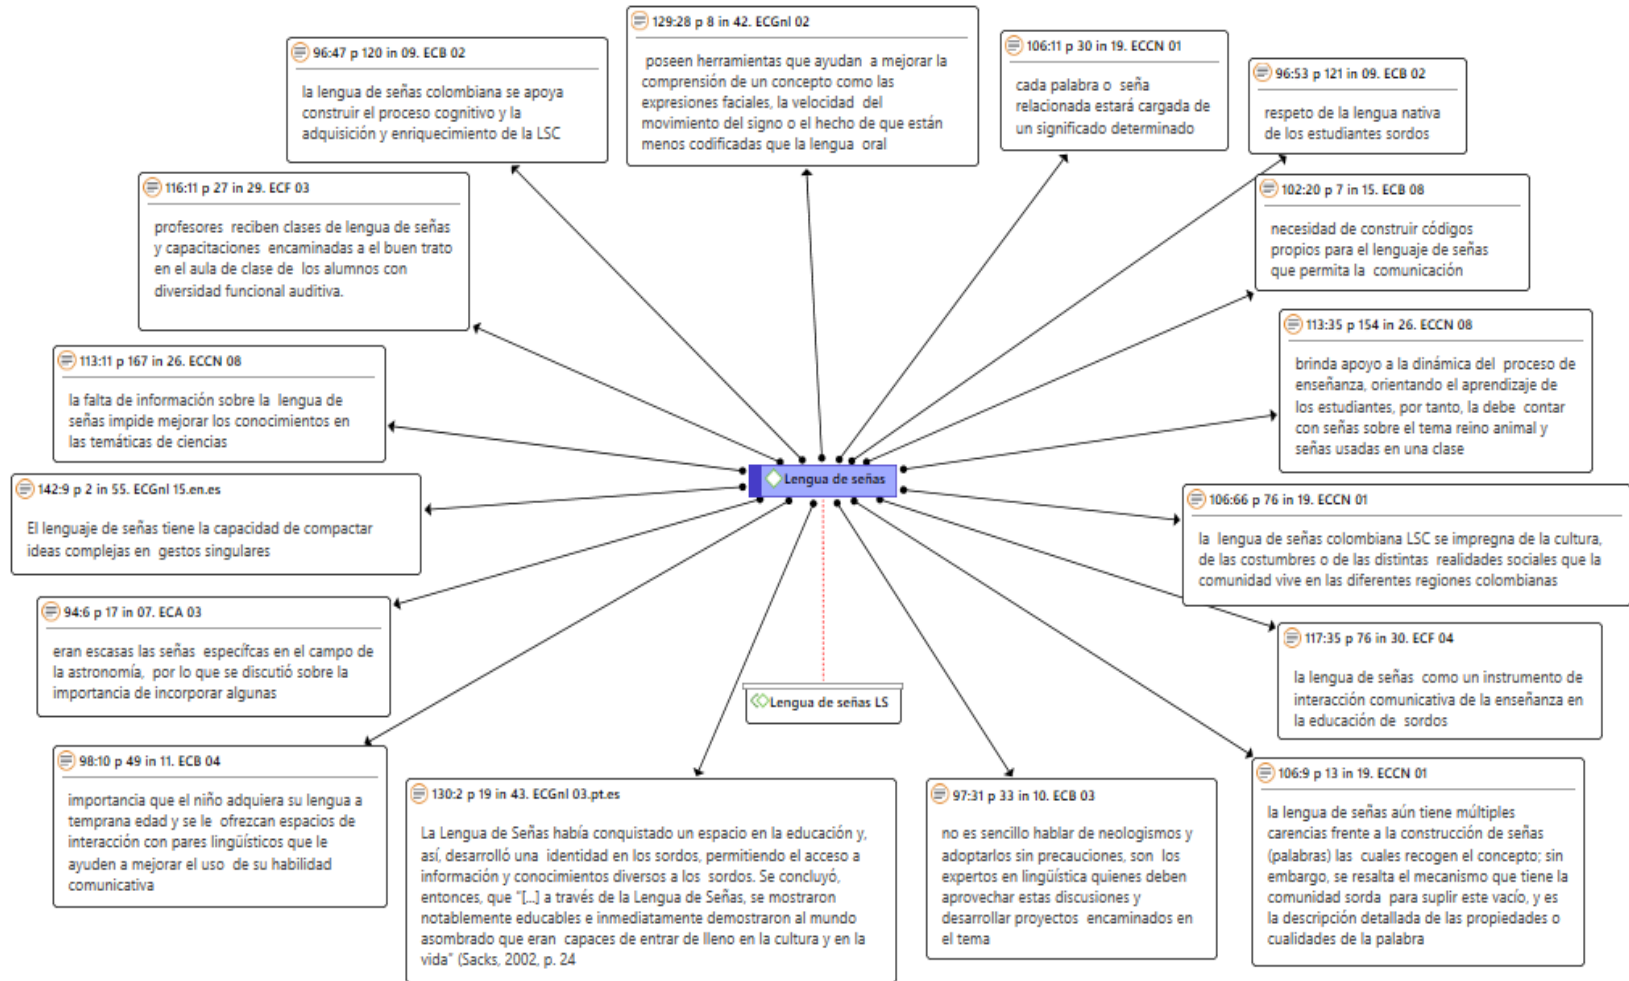 129:28 p 8 in 42. ECGnl 02
poseen herramientas que ayudan a mejorar la
comprensión de un concepto como las
expresiones faciales, la velocidad del
movimiento del signo o el hecho de que están
menos codificadas que la lengua oral
96:47 p 120 in 09. ECB 02
la lengua de señas colombiana se apoya
construir el proceso cognitivo y la
adquisición y enriquecimiento de la LSC
106:11 p 30 in 19. ECCN 01
cada palabra o seña
relacionada estará cargada de
un significado determinado
96:53 p 121 in 09. ECB 02
respeto de la lengua nativa
de los estudiantes sordos
116:11 p 27 in 29. ECF 03
profesores reciben clases de lengua de señas
y capacitaciones encaminadas a el buen trato
en el aula de clase de los alumnos con
diversidad funcional auditiva.
102:20 p 7 in 15. ECB 08
necesidad de construir códigos
propios para el lenguaje de señas
que permita la comunicación
113:35 p 154 in 26. ECCN 08
brinda apoyo a la dinámica del proceso de
enseñanza, orientando el aprendizaje de
los estudiantes, por tanto, la debe contar
con señas sobre el tema reino animal y
señas usadas en una clase
113:11 p 167 in 26. ECCN 08
la falta de información sobre la lengua de
señas impide mejorar los conocimientos en
las temáticas de ciencias
Lengua de señas
142:9 p 2 in 55. ECGnl 15.en.es
El lenguaje de señas tiene la capacidad de compactar
ideas complejas en gestos singulares
106:66 p 76 in 19. ECCN 01
la lengua de señas colombiana LSC se impregna de la cultura,
de las costumbres o de las distintas realidades sociales que la
comunidad vive en las diferentes regiones colombianas
94:6 p 17 in 07. ECA 03
eran escasas las señas específcas en el campo de
la astronomía, por lo que se discutió sobre la
importancia de incorporar algunas
117:35 p 76 in 30. ECF 04
la lengua de señas como un instrumento de
interacción comunicativa de la enseñanza en
la educación de sordos
Lengua de señas LS
98:10 p 49 in 11. ECB 04
importancia que el niño adquiera su lengua a
temprana edad y se le ofrezcan espacios de
interacción con pares lingüísticos que le
ayuden a mejorar el uso de su habilidad
comunicativa
130:2 p 19 in 43. ECGnl 03.pt.es
La Lengua de Señas había conquistado un espacio en la educación y,
así, desarrolló una identidad en los sordos, permitiendo el acceso a
información y conocimientos diversos a los sordos. Se concluyó,
entonces, que "[...] a través de la Lengua de Señas, se mostraron
notablemente educables e inmediatamente demostraron al mundo
asombrado que eran capaces de entrar de lleno en la cultura y en la
vida" (Sacks, 2002, p. 24
97:31 p 33 in 10. ECB 03
no es sencillo hablar de neologismos y
adoptarlos sin precauciones, son los
expertos en lingüística quienes deben
aprovechar estas discusiones y
desarrollar proyectos encaminados en
el tema
106:9 p 13 in 19. ECCN 01
la lengua de señas aún tiene múltiples
carencias frente a la construcción de señas
(palabras) las cuales recogen el concepto; sin
embargo, se resalta el mecanismo que tiene la
comunidad sorda para suplir este vacío, y es
la descripción detallada de las propiedades o
cualidades de la palabra